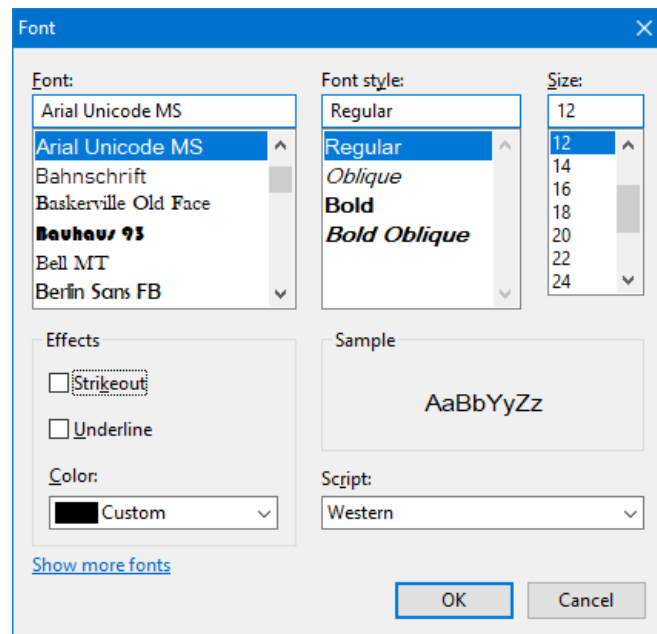 Font
Font:
Arial Unicode MS
Arial Unicode MS
Bahnschrift
Baskerville Old Face
Bauhaus 93
Bell MT
Berlin Sans FB
Font style:
Regular
Regular
Oblique
Bold
Bold Oblique
Size:
12
12
14
16
18
20
22
24
Effects
Strikeout
Underline
Color:
Custom
Sample
AaBbYyZz
Script:
Western
Show more fonts
OK
Cancel